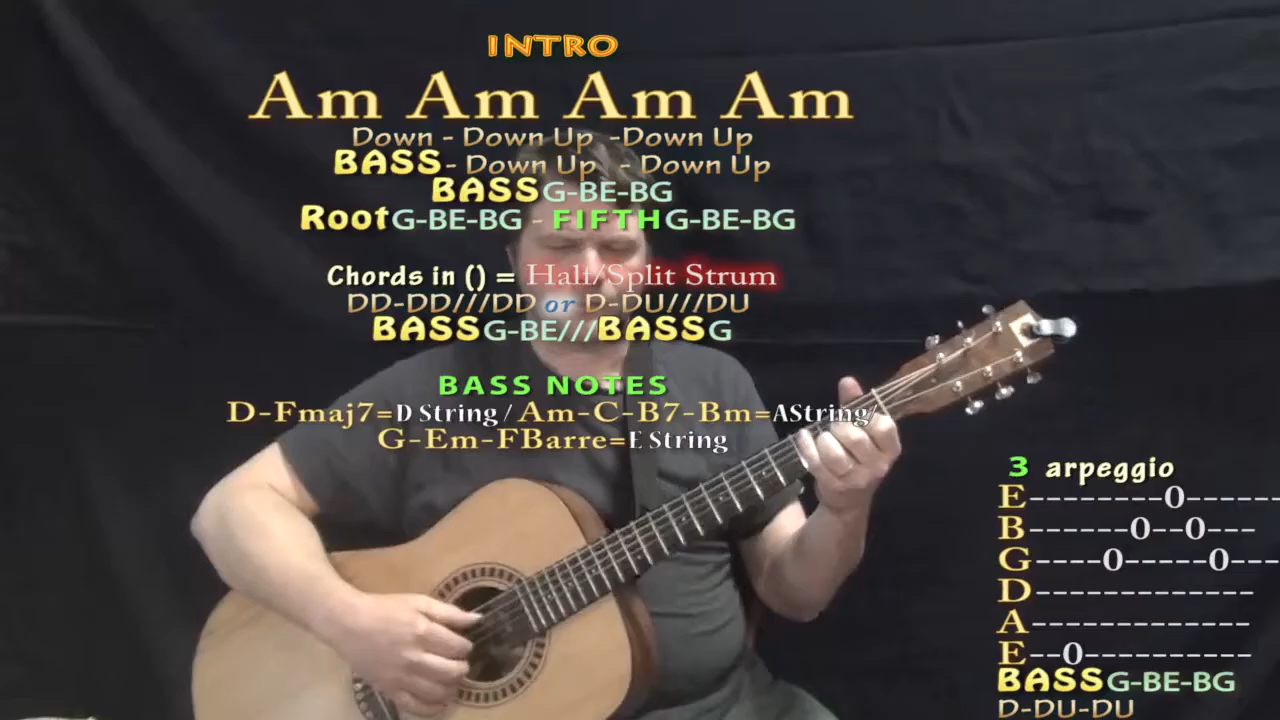 INTRO
Am Am Am Am
Down - Down Up -Down Up
BASS- Down Up - Down Up
BASSG-BE-BG
RootG-BE-BG - FIFTHG-BE-BG
Chords in () = Half/Split Strum
DD-DD///DD or D-DU///DU
BASSG-BE///BASSG
BASS NOTES
D-Fmaj7=D String / Am-C-B7-Bm=AString/
G-Em-FBarre=E String
3 arpeggio
E--------0------
B------0--0---
G----0-----0---
D-------------
A-------------
E--0----------
BASSG-BE-BG
D-DU-DU